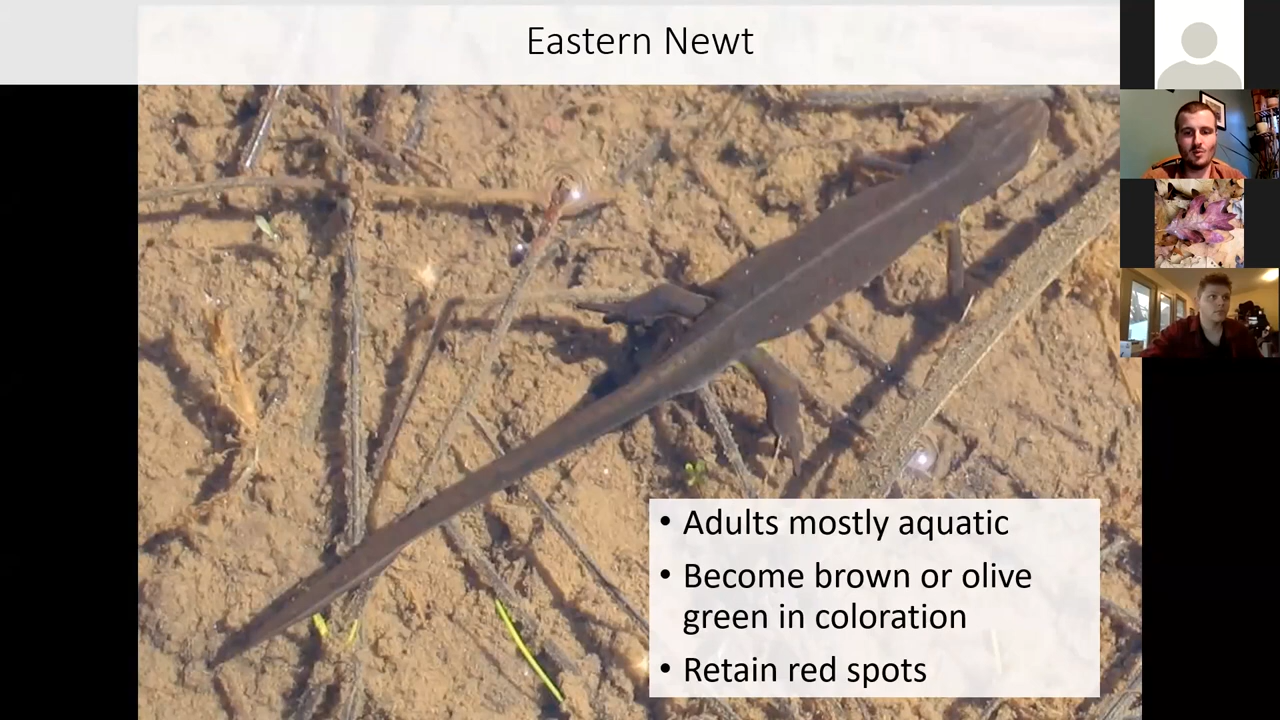 Eastern Newt
• Adults mostly aquatic
• Become brown or olive
green in coloration
• Retain red spots